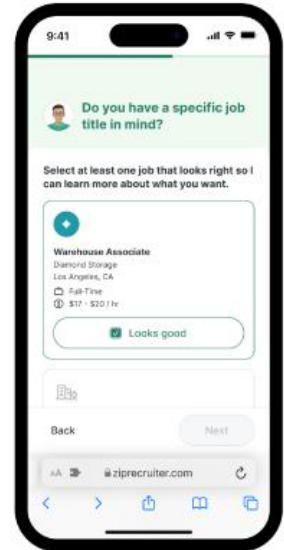 9:41
Do you have a specific job
title in mind?
Select at least one job that looks right so I
can learn more about what you want.
Warehouse Associate
Diamond Storage
Los Angeles, CA
Full-Time
$17 - $20 / hr
Looks good
Back
Next
AA
ziprecruiter.com